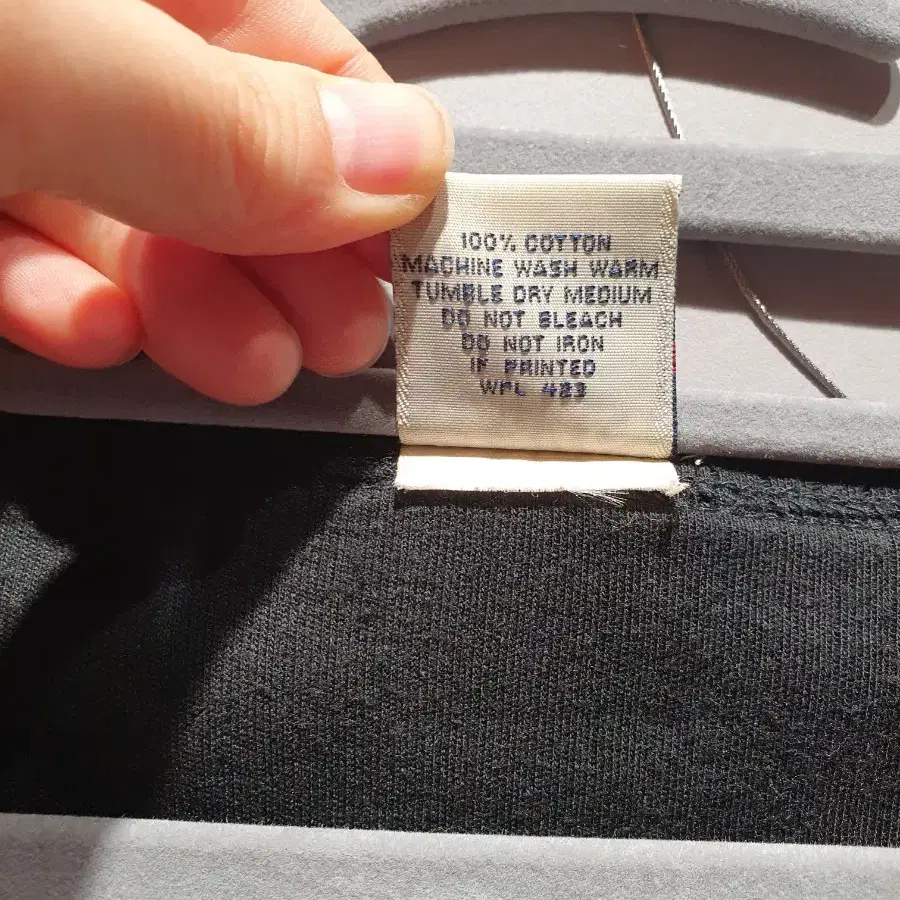 100% COTTON
MACHINE WASH WARM
TUMBLE DRY MEDIUM
DO NOT BLEACH
DO NOT IRON
IF PRINTED
WPL 423